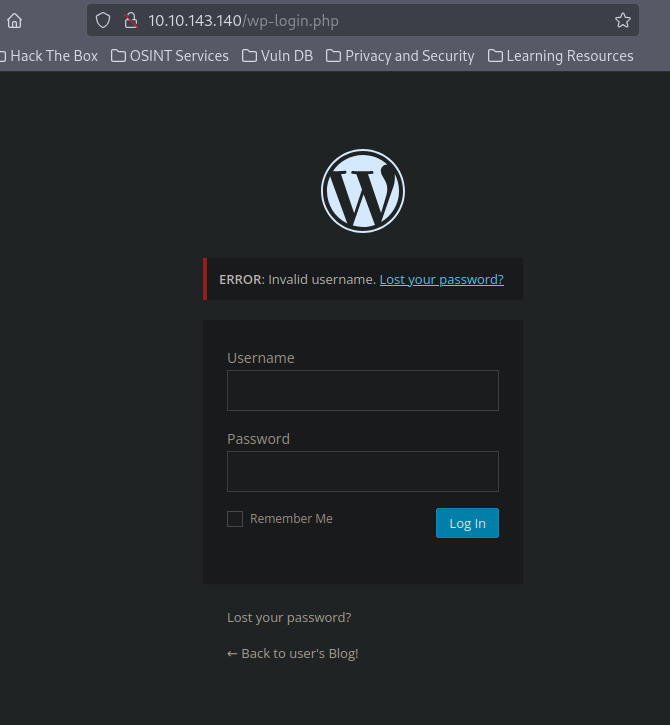 10.10.143.140/wp-login.php
Hack The Box OSINT Services Vuln DB Privacy and Security Learning Resources
ERROR: Invalid username. Lost your password?
Username
Password
Remember Me
Log In
Lost your password?
← Back to user's Blog!